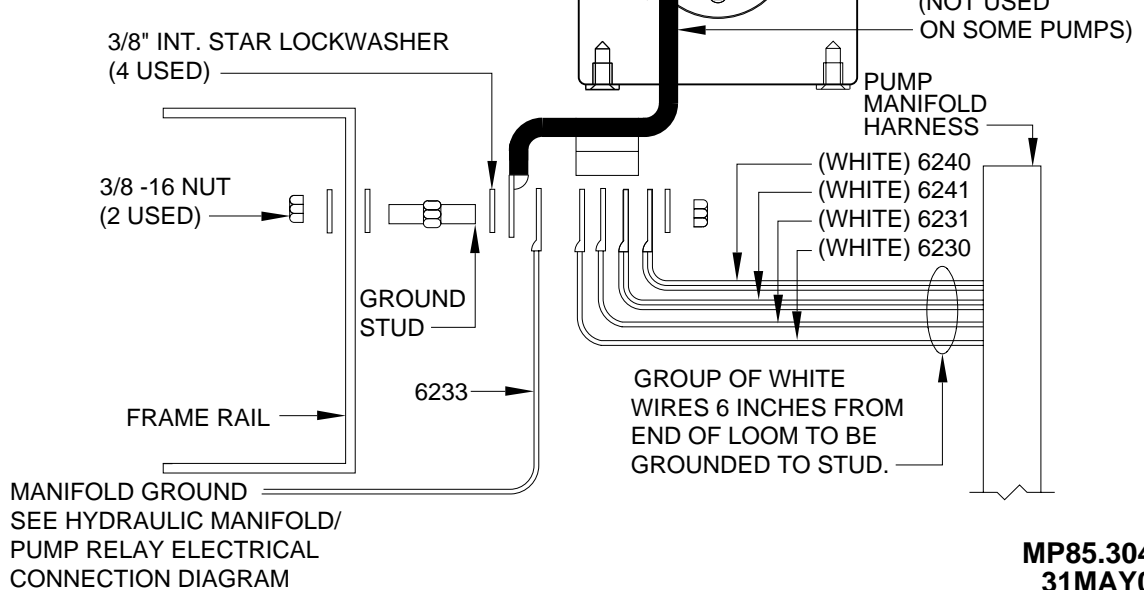 (NOT USED
ON SOME PUMPS)
3/8" INT. STAR LOCKWASHER
(4 USED)
PUMP
MANIFOLD
HARNESS
3/8 -16 NUT
(2 USED)
(WHITE) 6240
(WHITE) 6241
(WHITE) 6231
(WHITE) 6230
GROUND
STUD
6233
FRAME RAIL
GROUP OF WHITE
WIRES 6 INCHES FROM
END OF LOOM TO BE
GROUNDED TO STUD.
MANIFOLD GROUND
SEE HYDRAULIC MANIFOLD/
PUMP RELAY ELECTRICAL
CONNECTION DIAGRAM
MP85.304
31MAY0